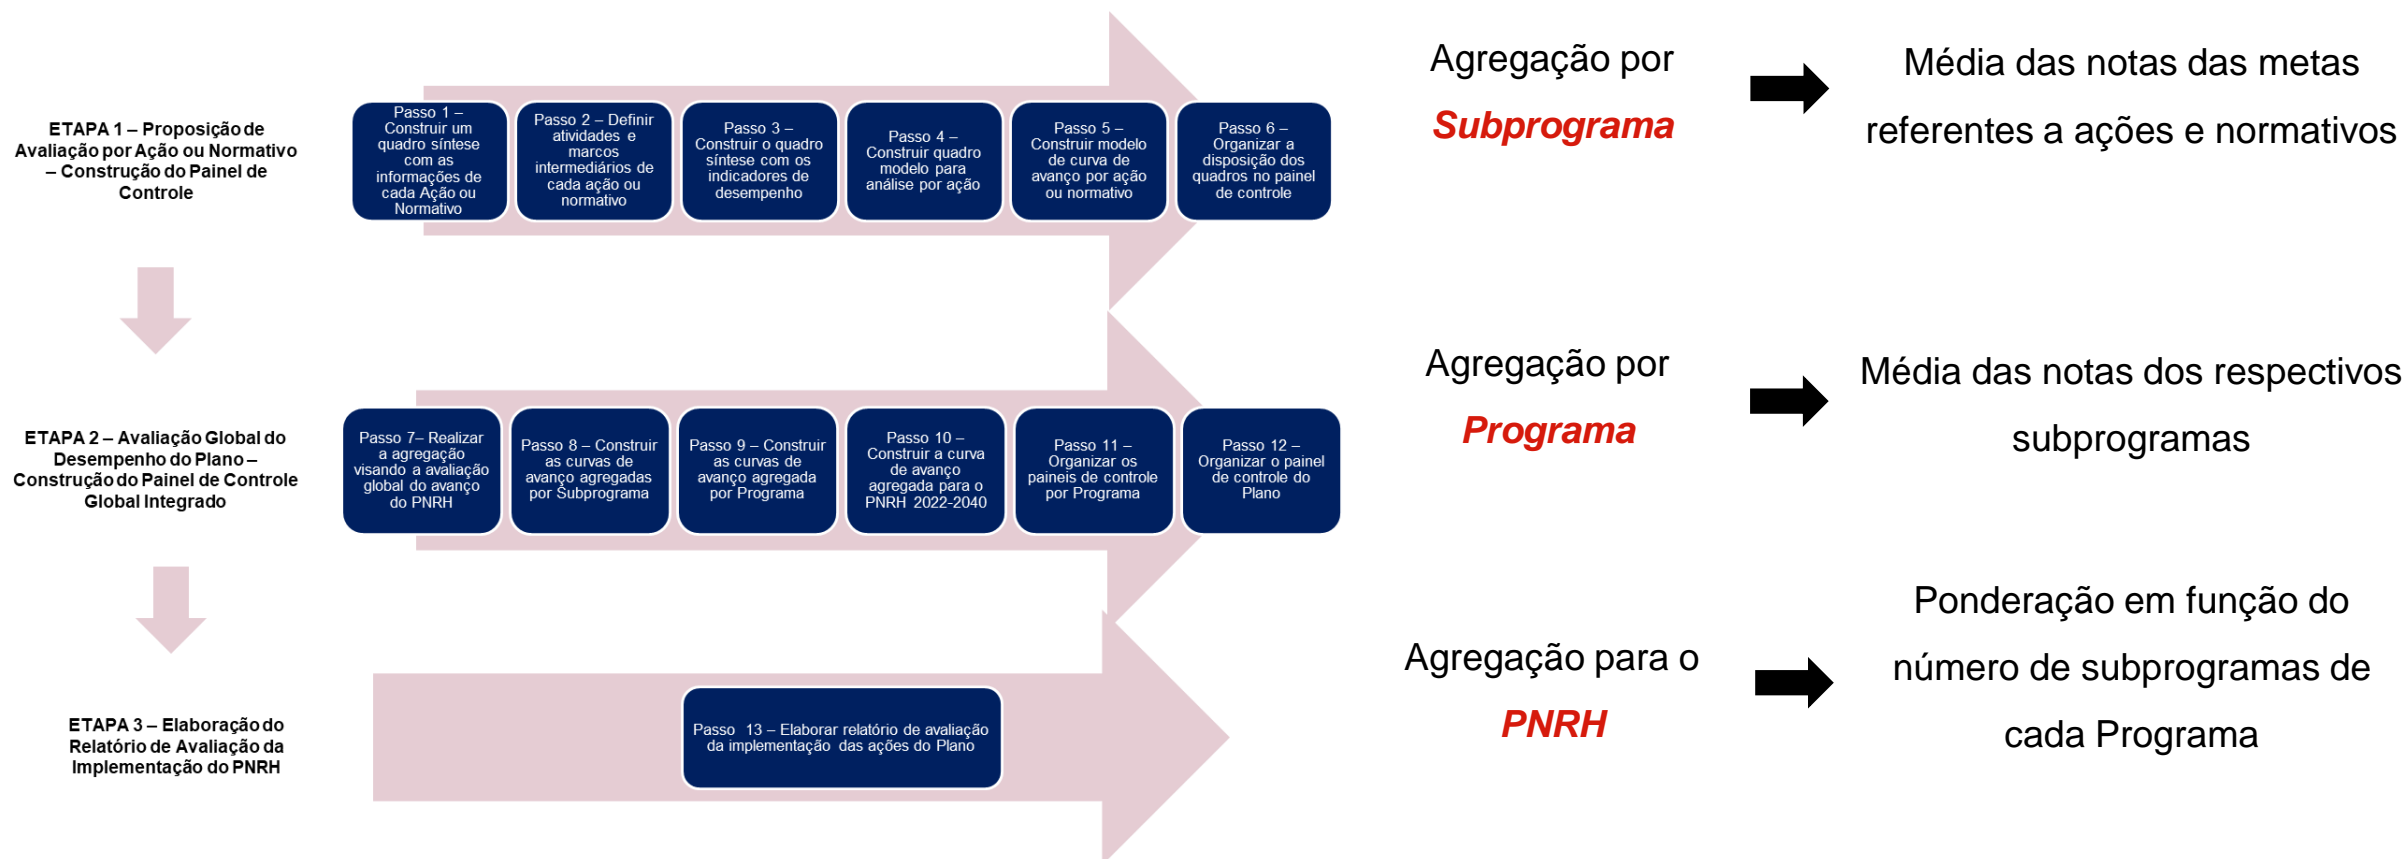 ETAPA 1 – Proposição de
Avaliação por Ação ou Normativo
– Construção do Painel de
Controle
Passo 1 –
Construir um
quadro síntese
com as
informações de
cada Ação ou
Normativo
Passo 2 – Definir
atividades e
marcos
intermediários de
cada ação ou
normativo
Passo 3 –
Construir o quadro
síntese com os
indicadores de
desempenho
Passo 4 –
Construir quadro
modelo para
análise por ação
Passo 5 –
Construir modelo
de curva de
avanço por ação
ou normativo
Passo 6 –
Organizar a
disposição dos
quadros no painel
de controle
Agregação por
Subprograma
Média das notas das metas
referentes a ações e normativos
ETAPA 2 – Avaliação Global do
Desempenho do Plano –
Construção do Painel de Controle
Global Integrado
Passo 7– Realizar
a agregação
visando a avaliação
global do avanço
do PNRH
Passo 8 – Construir
as curvas de
avanço agregadas
por Subprograma
Passo 9 – Construir
as curvas de
avanço agregada
por Programa
Passo 10 –
Construir a curva
de avanço
agregada para o
PNRH 2022-2040
Passo 11 –
Organizar os
paineis de controle
por Programa
Passo 12 –
Organizar o painel
de controle do
Plano
Agregação por
Programa
Média das notas dos respectivos
subprogramas
ETAPA 3 – Elaboração do
Relatório de Avaliação da
Implementação do PNRH
Passo 13 – Elaborar relatório de avaliação
da implementação das ações do Plano
Agregação para o
PNRH
Ponderação em função do
número de subprogramas de
cada Programa